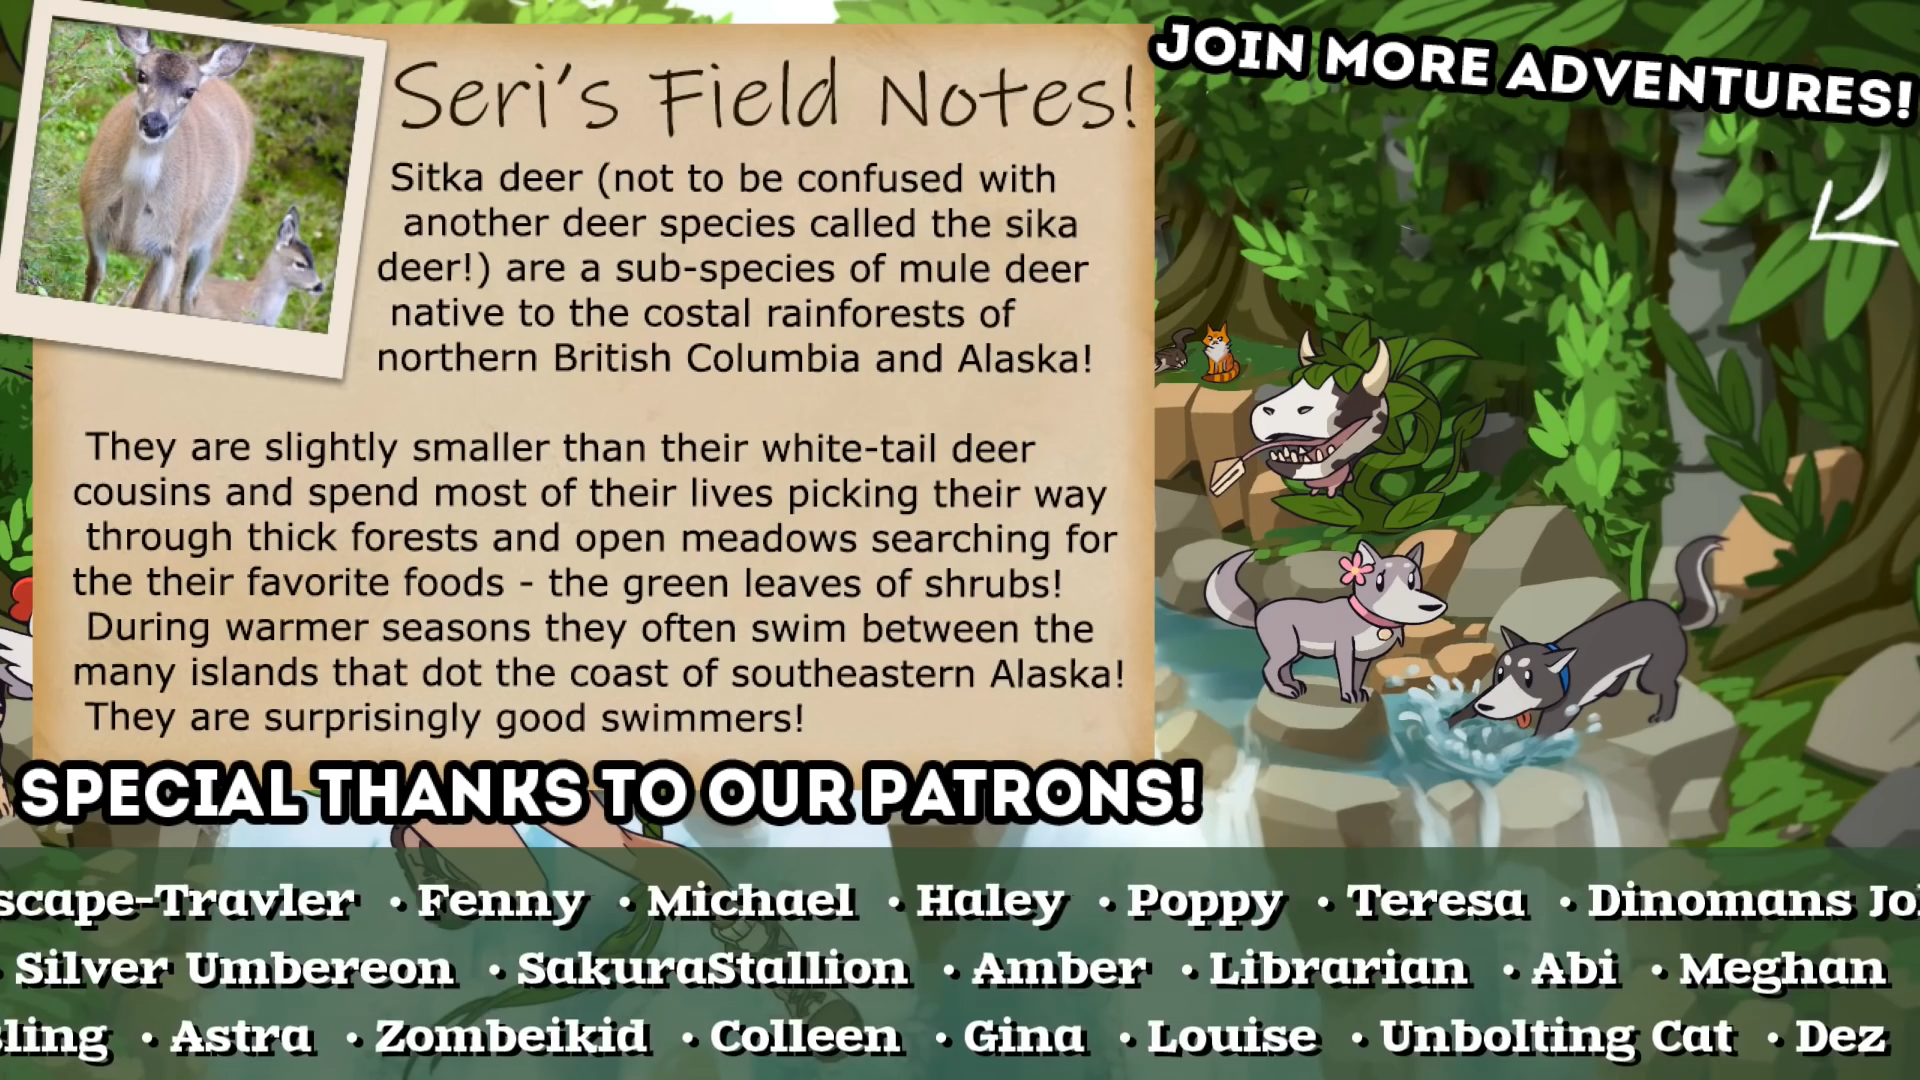 Seri's Field Notes!
JOIN MORE ADVENTURES!
Sitka deer (not to be confused with
another deer species called the sika
deer!) are a sub-species of mule deer
native to the costal rainforests of
northern British Columbia and Alaska!
They are slightly smaller than their white-tail deer
cousins and spend most of their lives picking their way
through thick forests and open meadows searching for
the their favorite foods - the green leaves of shrubs!
During warmer seasons they often swim between the
many islands that dot the coast of southeastern Alaska!
They are surprisingly good swimmers!
SPECIAL THANKS TO OUR PATRONS!
scape-Travler • Fenny • Michael • Haley • Poppy • Teresa • Dinomans
• Silver Umbereon • SakuraStallion • Amber • Librarian • Abi • Meghan
ling • Astra • Zombeikid • Colleen • Gina • Louise • Unbolting Cat • Dez